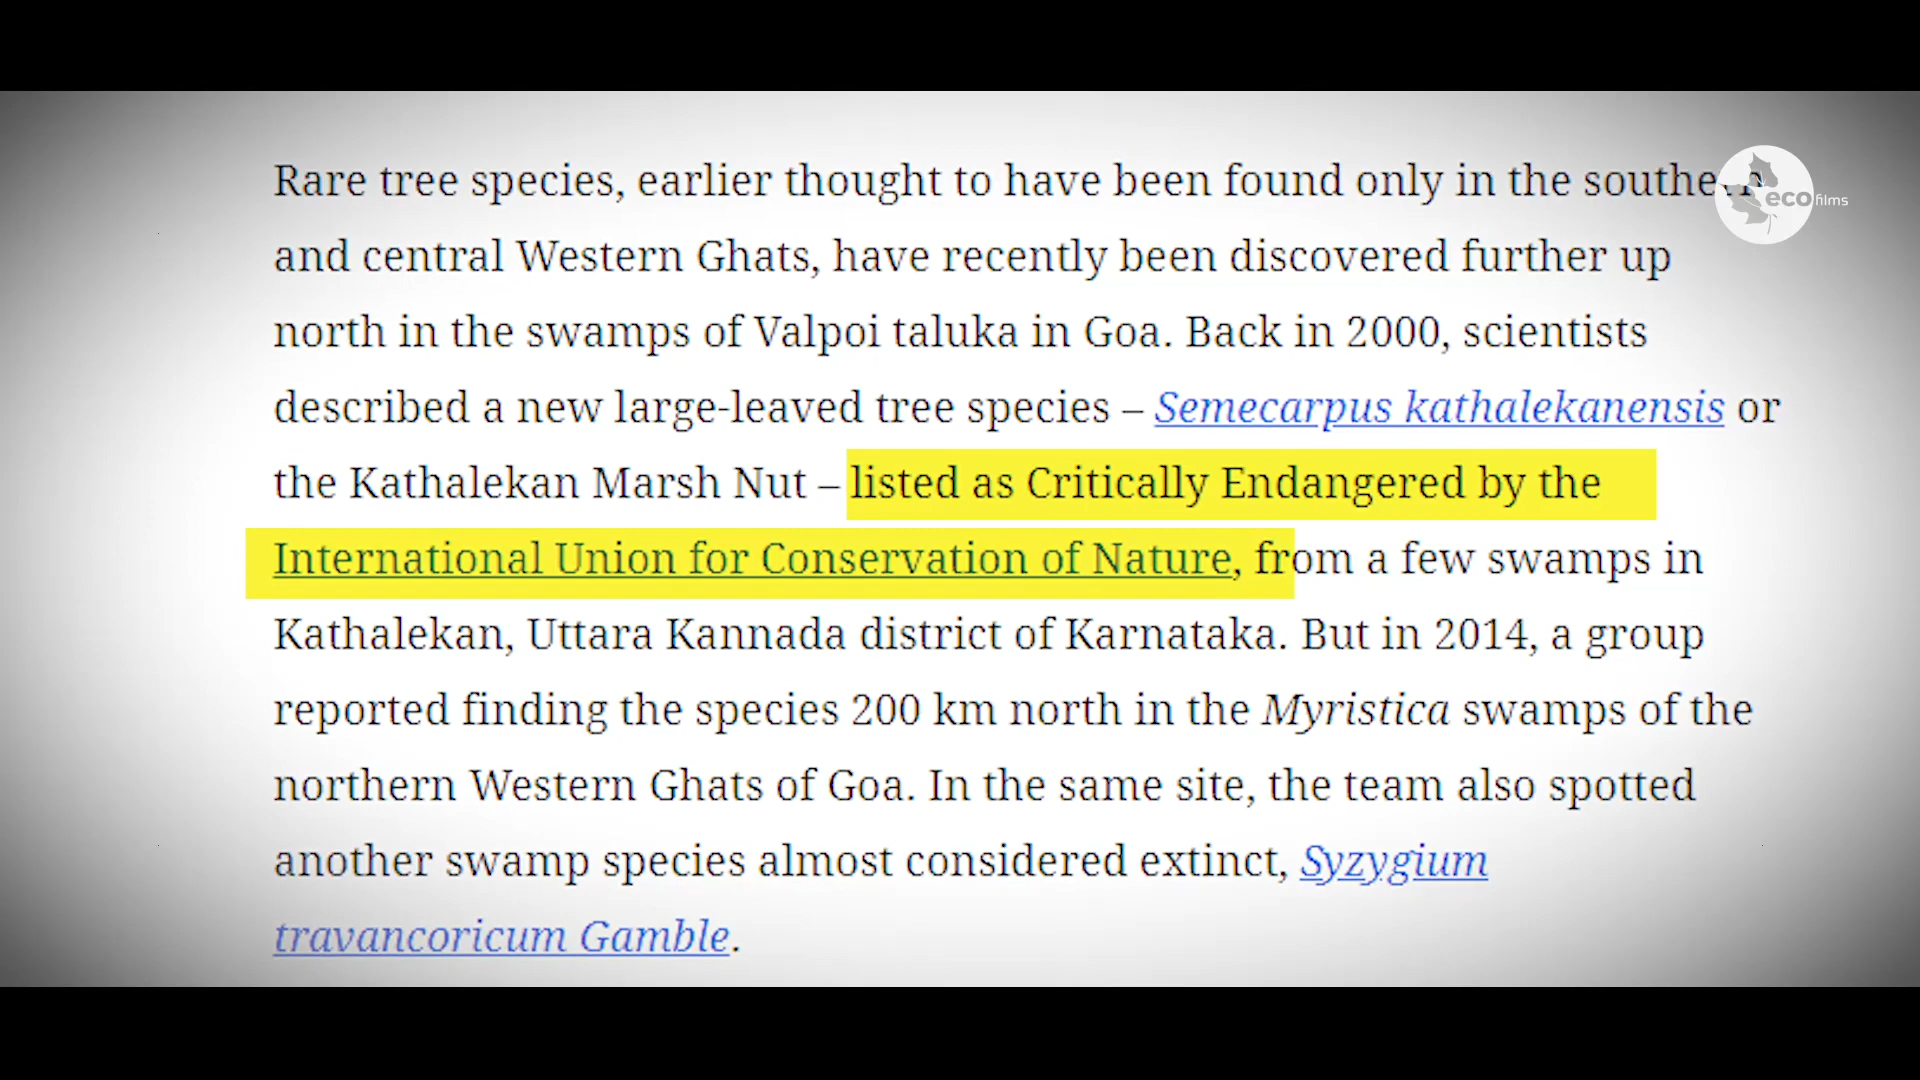 Rare tree species, earlier thought to have been found only in the southern
and central Western Ghats, have recently been discovered further up
north in the swamps of Valpoi taluka in Goa. Back in 2000, scientists
described a new large-leaved tree species – Semecarpus kathalekanensis or
the Kathalekan Marsh Nut – listed as Critically Endangered by the
International Union for Conservation of Nature, from a few swamps in
Kathalekan, Uttara Kannada district of Karnataka. But in 2014, a group
reported finding the species 200 km north in the Myristica swamps of the
northern Western Ghats of Goa. In the same site, the team also spotted
another swamp species almost considered extinct, Syzygium
travancoricum Gamble.
eco films